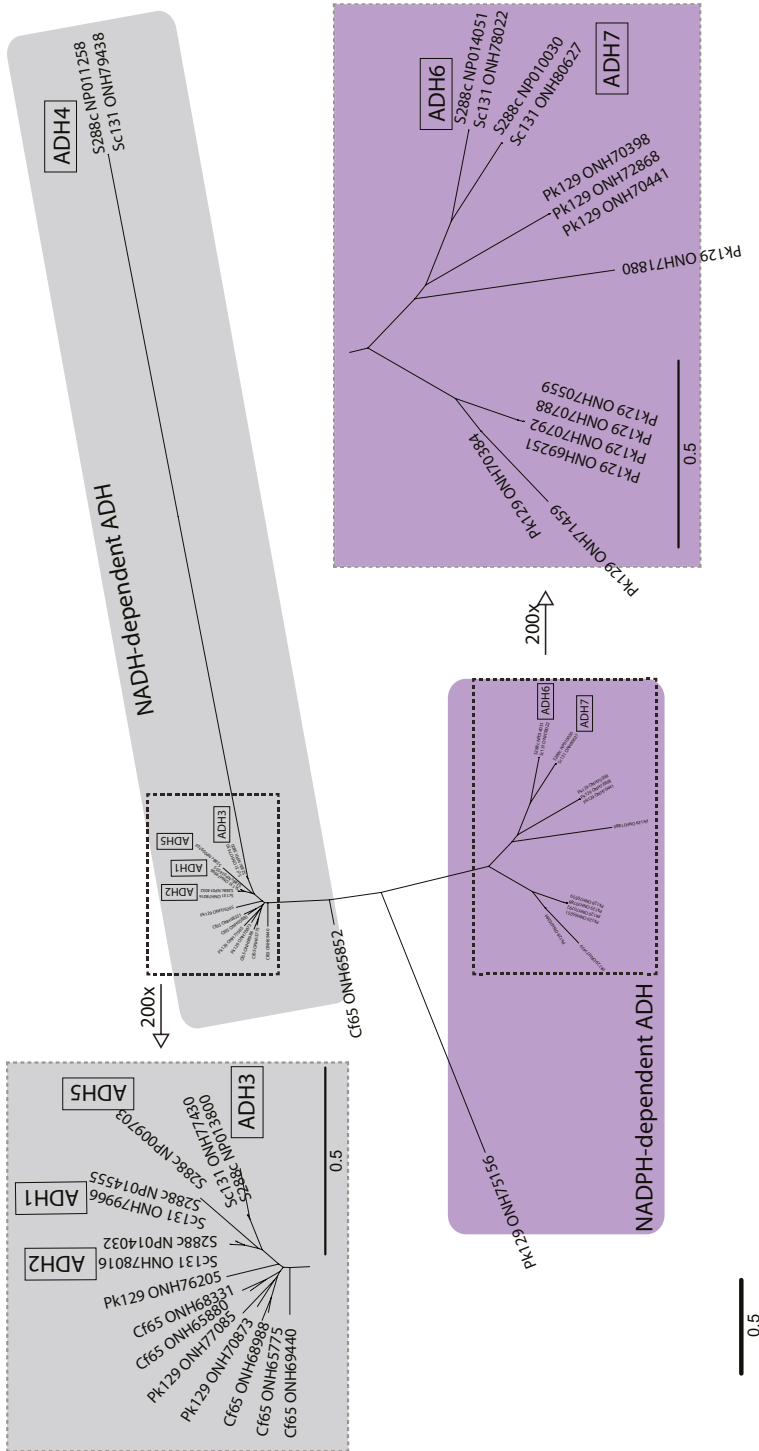 ADH4
S288c NP011258
Sc131 ONH79438
NADH-dependent ADH
ADH5
ADH1
ADH2
ADH3
200x
Cf65 ONH65852
ADH5
S288c NP009703
ADH3
S288c NP013800
Sc131 ONH77430
ADH1
S288c NP014555
Sc131 ONH79966
ADH2
S288c NP014032
Sc131 ONH78016
Pk129 ONH76205
Cf65 ONH68331
Cf65 ONH65880
Pk129 ONH77085
Pk129 ONH70873
Cf65 ONH68988
Cf65 ONH65775
Cf65 ONH69440
0.5
ADH6
S288c NP014051
Sc131 ONH78022
ADH7
S288c NP010030
Sc131 ONH80627
Pk129 ONH70398
Pk129 ONH72868
Pk129 ONH70441
Pk129 ONH71880
Pk129 ONH70559
Pk129 ONH70788
Pk129 ONH70792
Pk129 ONH69251
Pk129 ONH70384
Pk129 ONH71459
0.5
200x
ADH6
ADH7
Pk129 ONH75156
NADPH-dependent ADH
0.5